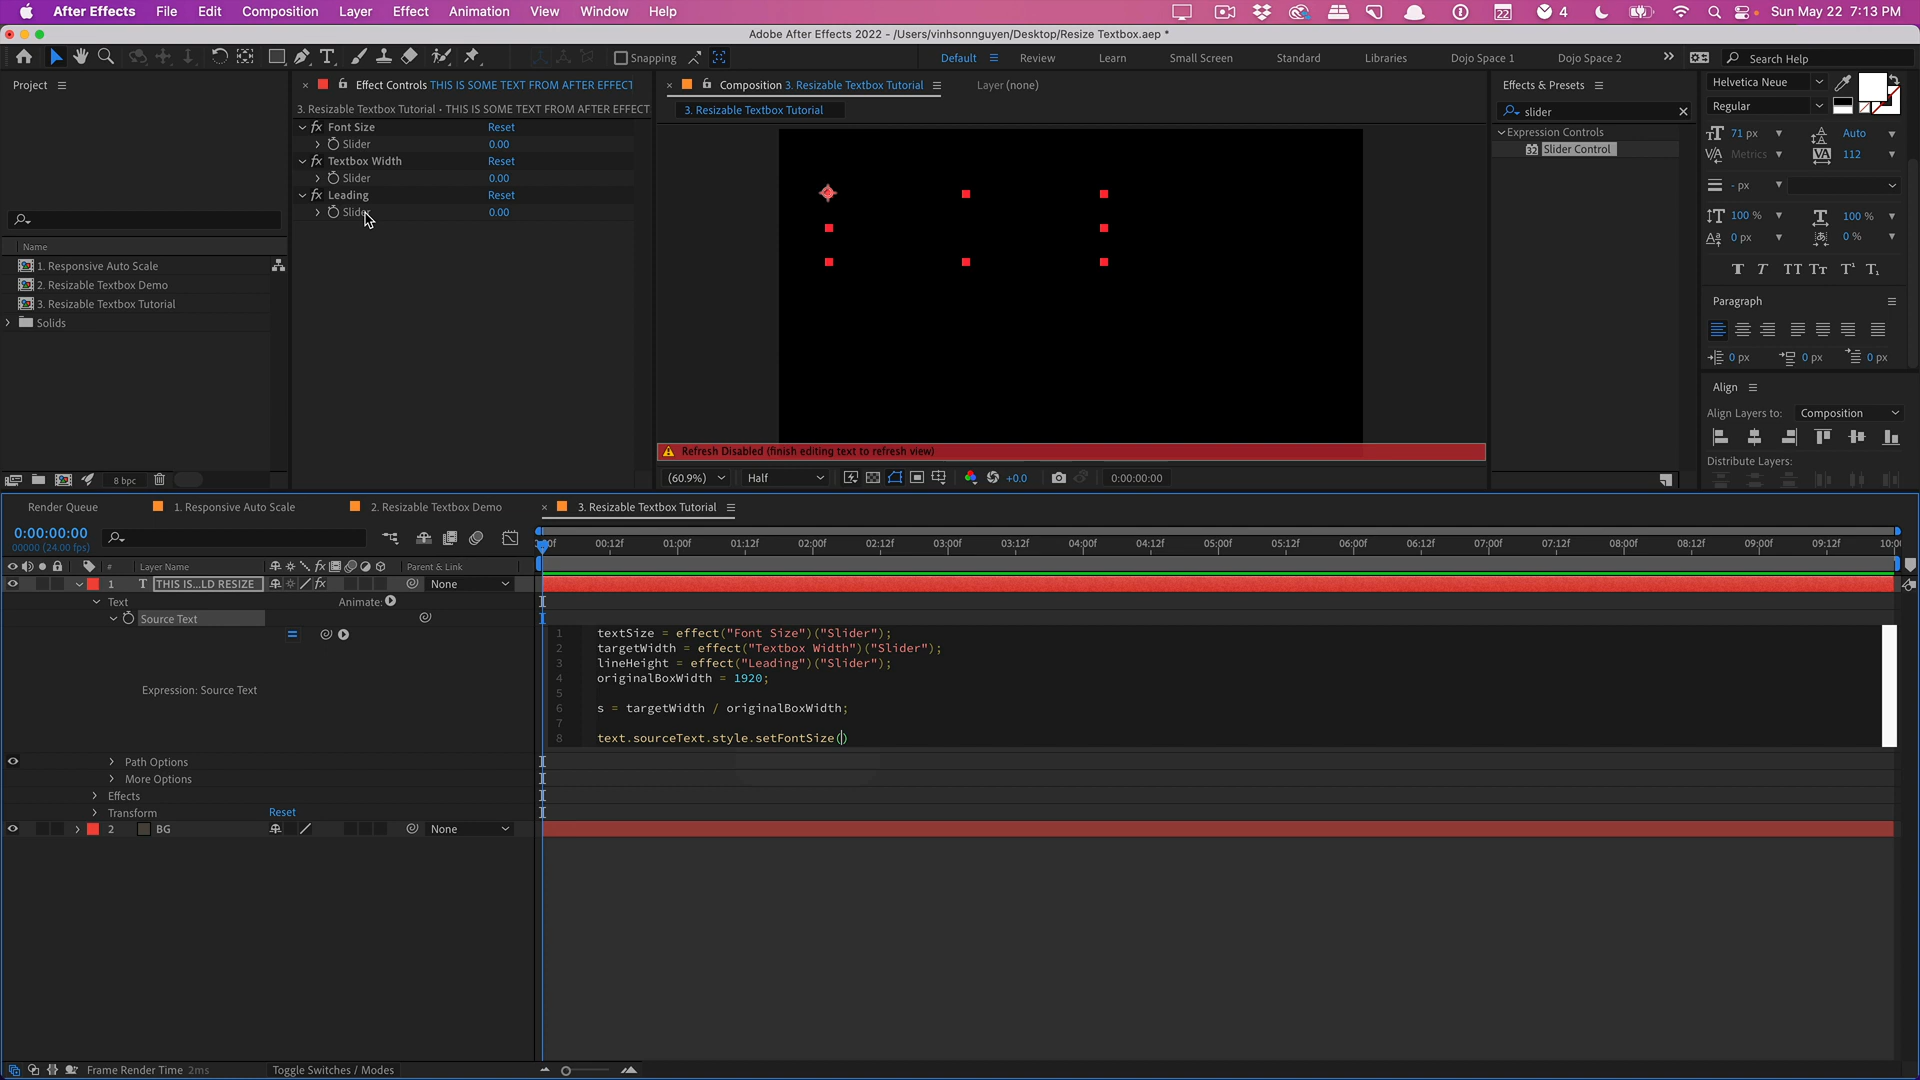 After Effects File Edit Composition Layer Effect Animation View Window Help 22 4 Sun May 22 7:13 PM
Adobe After Effects 2022 - /Users/vinhsonnguyen/Desktop/Resize Textbox.aep *
Snapping Default Review Learn Small Screen Standard Libraries Dojo Space 1 Dojo Space 2 Search Help
Project
Name
1. Responsive Auto Scale
2. Resizable Textbox Demo
3. Resizable Textbox Tutorial
Solids
8 bpc
Effect Controls THIS IS SOME TEXT FROM AFTER EFFECT
3. Resizable Textbox Tutorial • THIS IS SOME TEXT FROM AFTER EFFECT
fx Font Size Reset
Slider 0.00
fx Textbox Width Reset
Slider 0.00
fx Leading Reset
Slider 0.00
Composition 3. Resizable Textbox Tutorial Layer (none)
3. Resizable Textbox Tutorial
Refresh Disabled (finish editing text to refresh view)
(60.9%) Half +0.0 0:00:00:00
Effects & Presets
slider
Expression Controls
32 Slider Control
Helvetica Neue
Regular
71 px Auto
Metrics 112
- px
100 % 100 %
0 px 0 %
Paragraph
0 px 0 px 0 px
Align
Align Layers to: Composition
Distribute Layers:
Render Queue 1. Responsive Auto Scale 2. Resizable Textbox Demo 3. Resizable Textbox Tutorial
0:00:00:00
00000 (24.00 fps)
00:12f 01:00f 01:12f 02:00f 02:12f 03:00f 03:12f 04:00f 04:12f 05:00f 05:12f 06:00f 06:12f 07:00f 07:12f 08:00f 08:12f 09:00f 09:12f
# Layer Name fx Parent & Link
1 T THIS IS...LD RESIZE fx None
Text Animate:
Source Text
Expression: Source Text
1 textSize = effect("Font Size")("Slider");
2 targetWidth = effect("Textbox Width")("Slider");
3 lineHeight = effect("Leading")("Slider");
4 originalBoxWidth = 1920;
5
6 s = targetWidth / originalBoxWidth;
7
8 text.sourceText.style.setFontSize()
Path Options
More Options
Effects
Transform Reset
2 BG None
Frame Render Time 2ms Toggle Switches / Modes